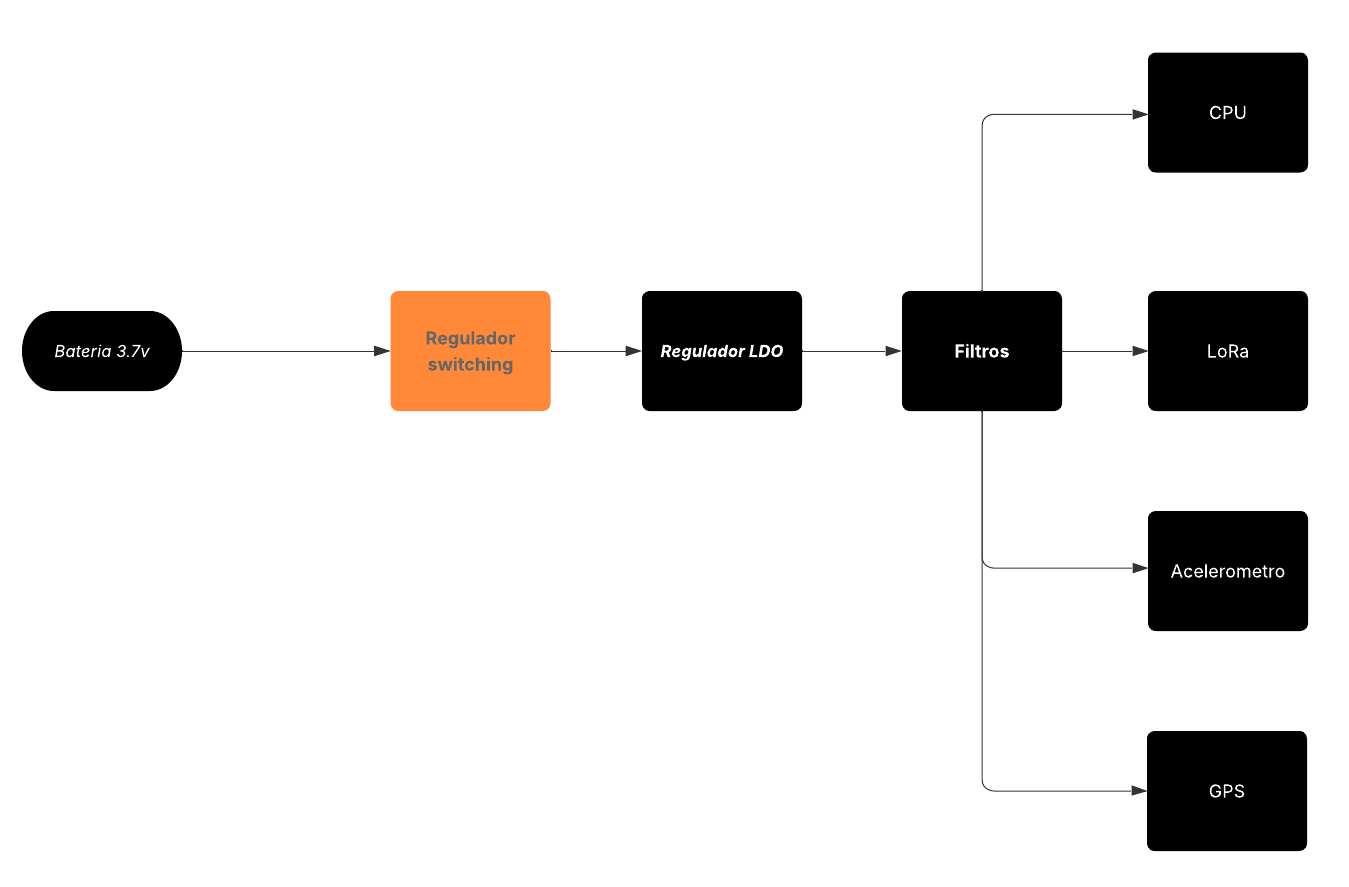 CPU
Bateria 3.7v
Regulador
switching
Regulador LDO
Filtros
LoRa
Acelerometro
GPS